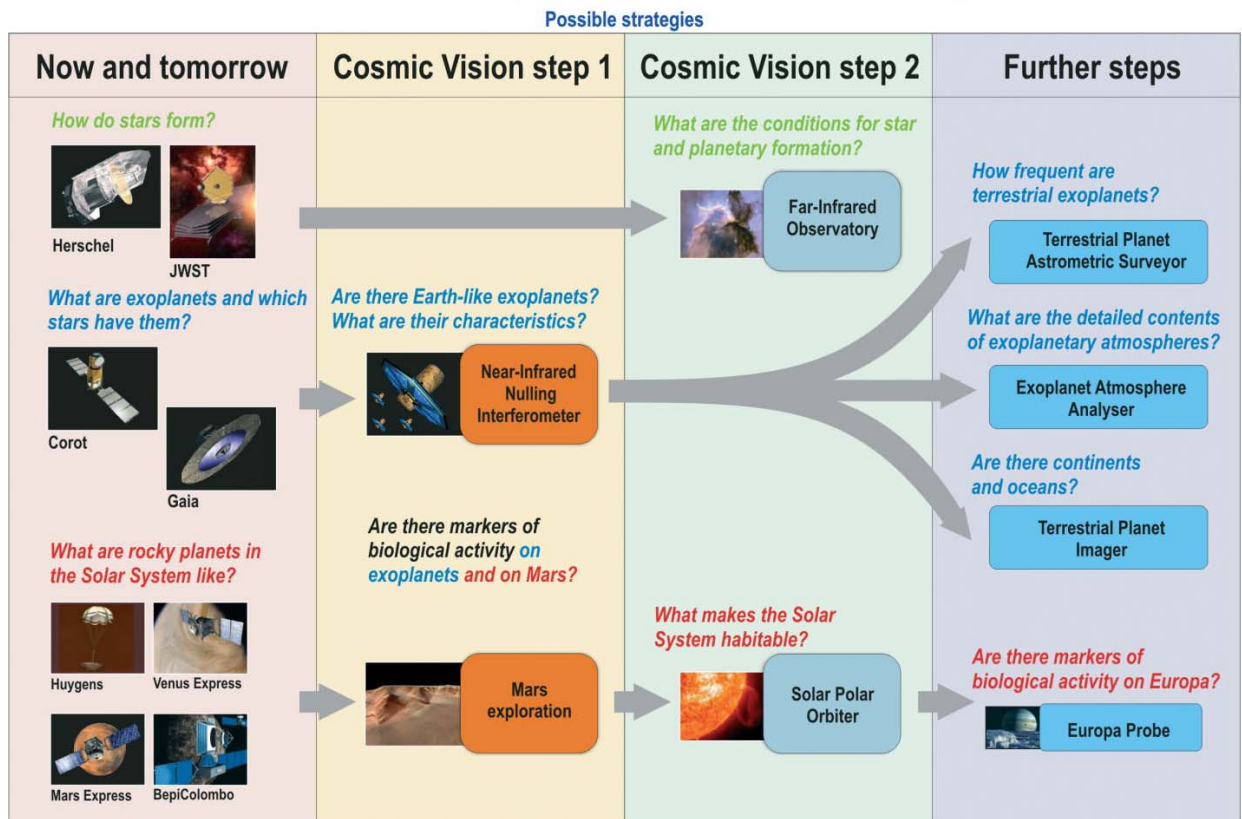 Possible strategies
Now and tomorrow
Cosmic Vision step 1
Cosmic Vision step 2
Further steps
How do stars form?
Herschel
JWST
What are exoplanets and which
stars have them?
Corot
Gaia
What are rocky planets in
the Solar System like?
Huygens
Venus Express
Mars Express
BepiColombo
Are there Earth-like exoplanets?
What are their characteristics?
Near-Infrared
Nulling
Interferometer
Are there markers of
biological activity on
exoplanets and on Mars?
Mars
exploration
What are the conditions for star
and planetary formation?
Far-Infrared
Observatory
What makes the Solar
System habitable?
Solar Polar
Orbiter
How frequent are
terrestrial exoplanets?
Terrestrial Planet
Astrometric Surveyor
What are the detailed contents
of exoplanetary atmospheres?
Exoplanet Atmosphere
Analyser
Are there continents
and oceans?
Terrestrial Planet
Imager
Are there markers of
biological activity on Europa?
Europa Probe